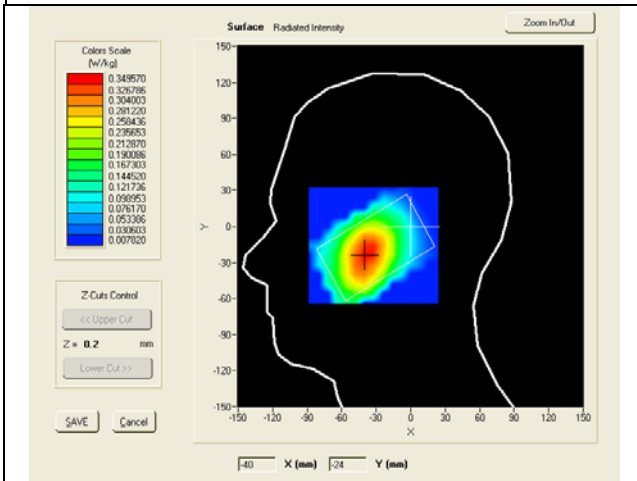 Surface Radiated Intensity
Zoom In/Out
Colors Scale
(W/kg)
0.349570
0.326786
0.304003
0.281220
0.258436
0.235653
0.212870
0.190086
0.167303
0.144520
0.121736
0.098953
0.076170
0.053386
0.030603
0.007820
150
120
90
60
30
0
-30
-60
-90
-120
-150
Y
-150 -120 -90 -60 -30 0 30 60 90 120 150
X
Z-Cuts Control
<< Upper Cut
Z = 0.2 mm
Lower Cut >>
SAVE Cancel
-40 X (mm) -24 Y (mm)